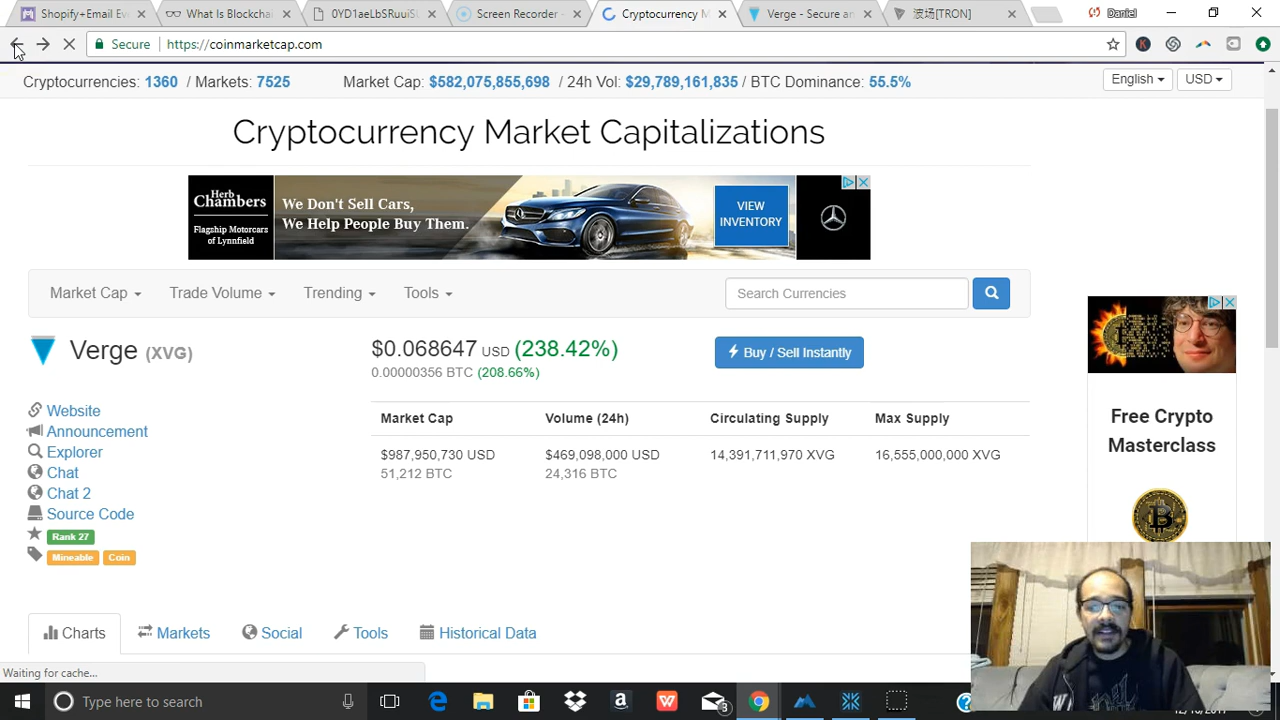 Shopify+Email Ev
What Is Blockchai
0YD1aeLbSRuuiSU
Screen Recorder -
Cryptocurrency M
Verge - Secure an
波场[TRON]
Daniel
Secure
https://coinmarketcap.com
Cryptocurrencies: 1360 / Markets: 7525
Market Cap: $582,075,855,698 / 24h Vol: $29,789,161,835 / BTC Dominance: 55.5%
English
USD
Cryptocurrency Market Capitalizations
Herb
Chambers
Flagship Motorcars
of Lynnfield
We Don't Sell Cars,
We Help People Buy Them.
VIEW
INVENTORY
Market Cap
Trade Volume
Trending
Tools
Search Currencies
Verge (XVG)
$0.068647 USD (238.42%)
0.00000356 BTC (208.66%)
Buy / Sell Instantly
Website
Announcement
Explorer
Chat
Chat 2
Source Code
Rank 27
Mineable
Coin
Market Cap
Volume (24h)
Circulating Supply
Max Supply
$987,950,730 USD
$469,098,000 USD
14,391,711,970 XVG
16,555,000,000 XVG
51,212 BTC
24,316 BTC
Free Crypto
Masterclass
Charts
Markets
Social
Tools
Historical Data
Waiting for cache...
Type here to search
3